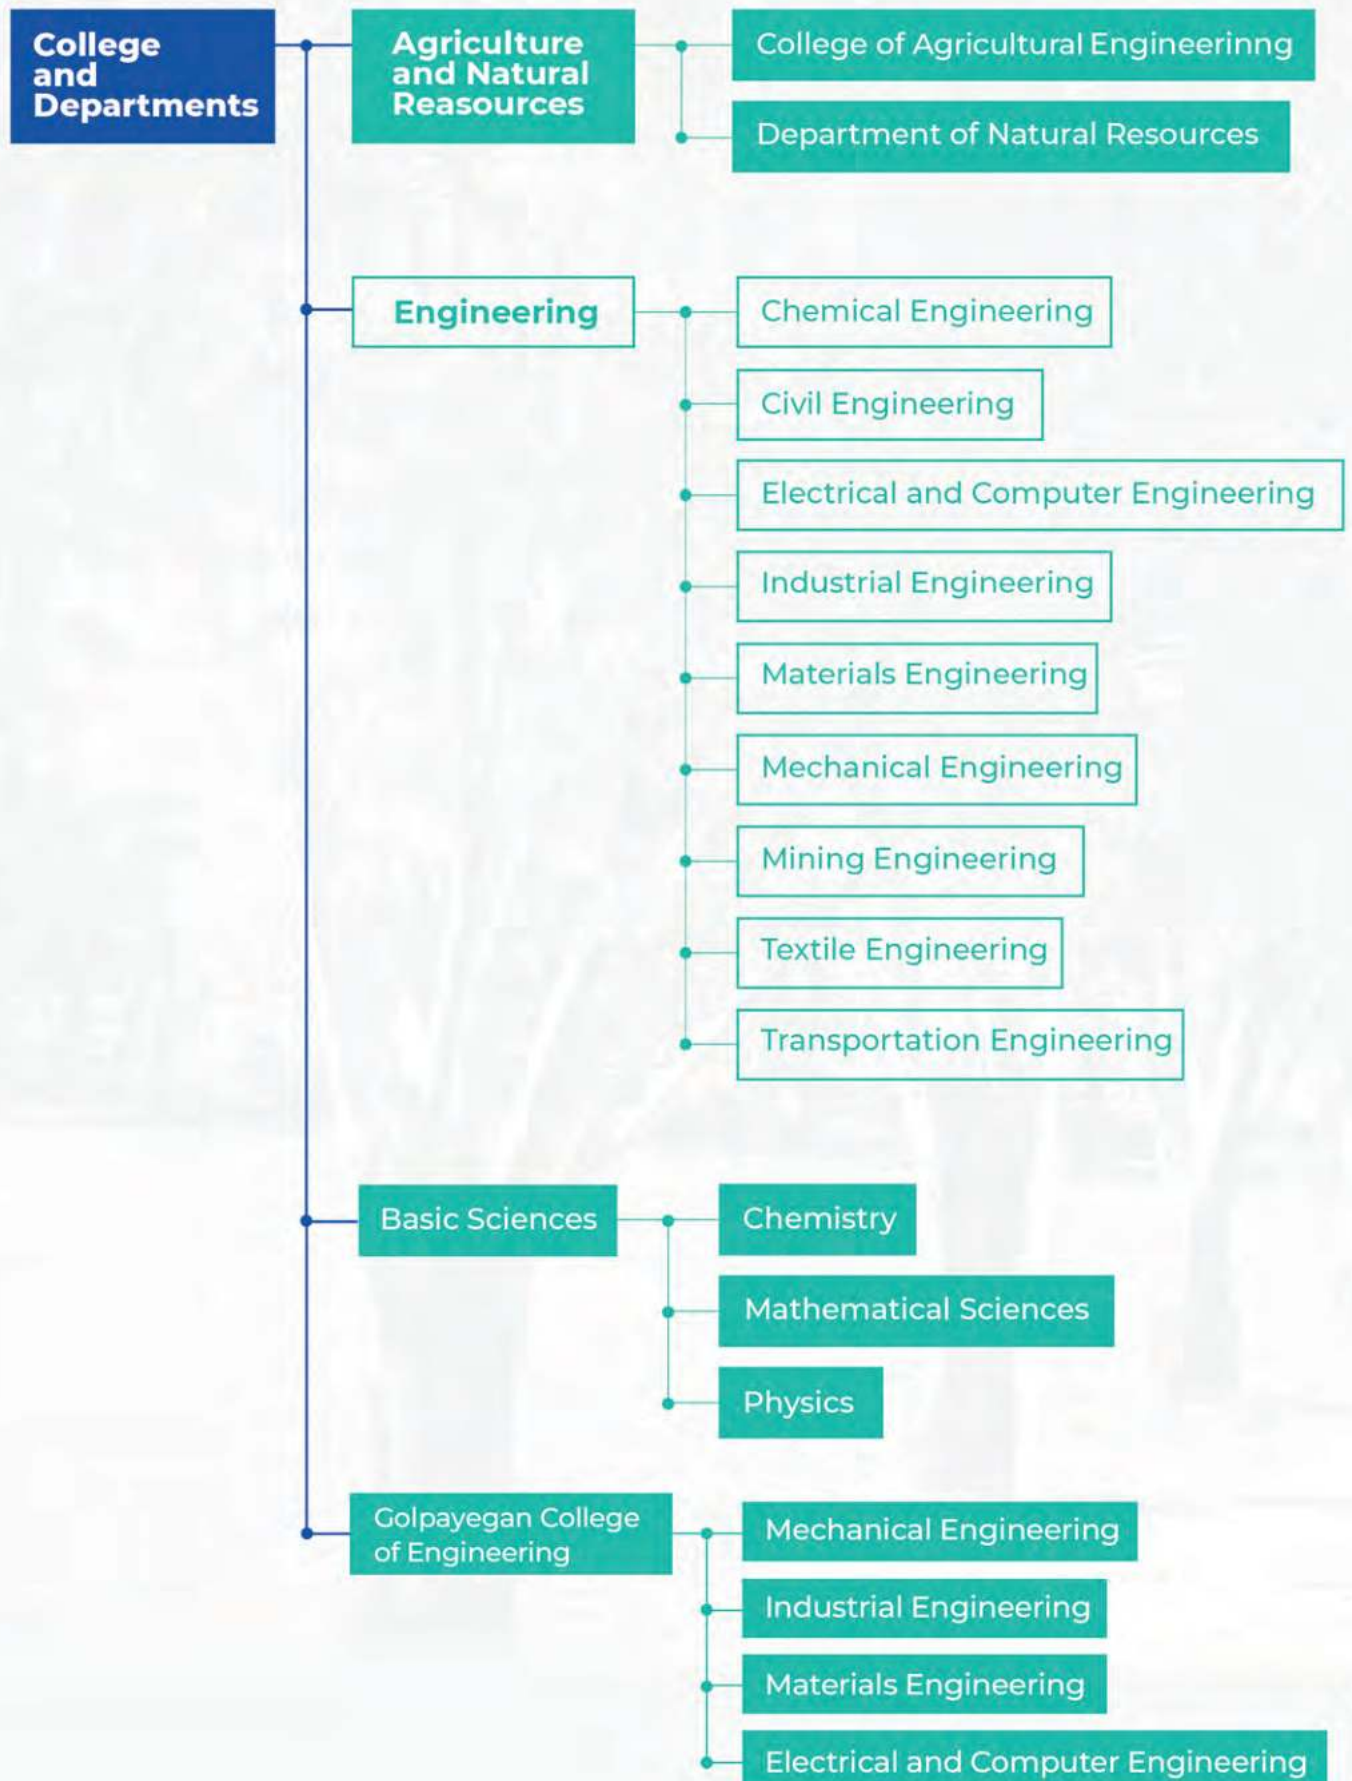 College
and
Departments
Agriculture
and Natural
Reasources
College of Agricultural Engineerinng
Department of Natural Resources
Engineering
Chemical Engineering
Civil Engineering
Electrical and Computer Engineering
Industrial Engineering
Materials Engineering
Mechanical Engineering
Mining Engineering
Textile Engineering
Transportation Engineering
Basic Sciences
Chemistry
Mathematical Sciences
Physics
Golpayegan College
of Engineering
Mechanical Engineering
Industrial Engineering
Materials Engineering
Electrical and Computer Engineering